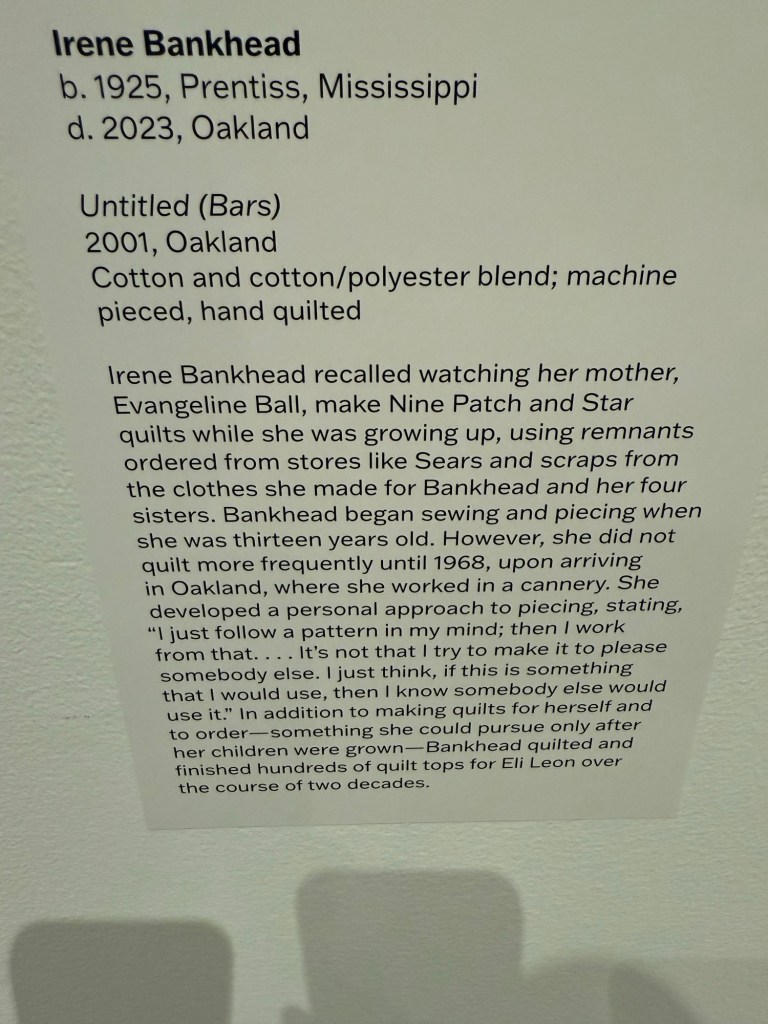 Irene Bankhead
b. 1925, Prentiss, Mississippi
d. 2023, Oakland
Untitled (Bars)
2001, Oakland
Cotton and cotton/polyester blend; machine
pieced, hand quilted
Irene Bankhead recalled watching her mother,
Evangeline Ball, make Nine Patch and Star
quilts while she was growing up, using remnants
ordered from stores like Sears and scraps from
the clothes she made for Bankhead and her four
sisters. Bankhead began sewing and piecing when
she was thirteen years old. However, she did not
quilt more frequently until 1968, upon arriving
in Oakland, where she worked in a cannery. She
developed a personal approach to piecing, stating,
“I just follow a pattern in my mind; then I work
from that. . . . It’s not that I try to make it to please
somebody else. I just think, if this is something
that I would use, then I know somebody else would
use it.” In addition to making quilts for herself and
to order—something she could pursue only after
her children were grown—Bankhead quilted and
finished hundreds of quilt tops for Eli Leon over
the course of two decades.